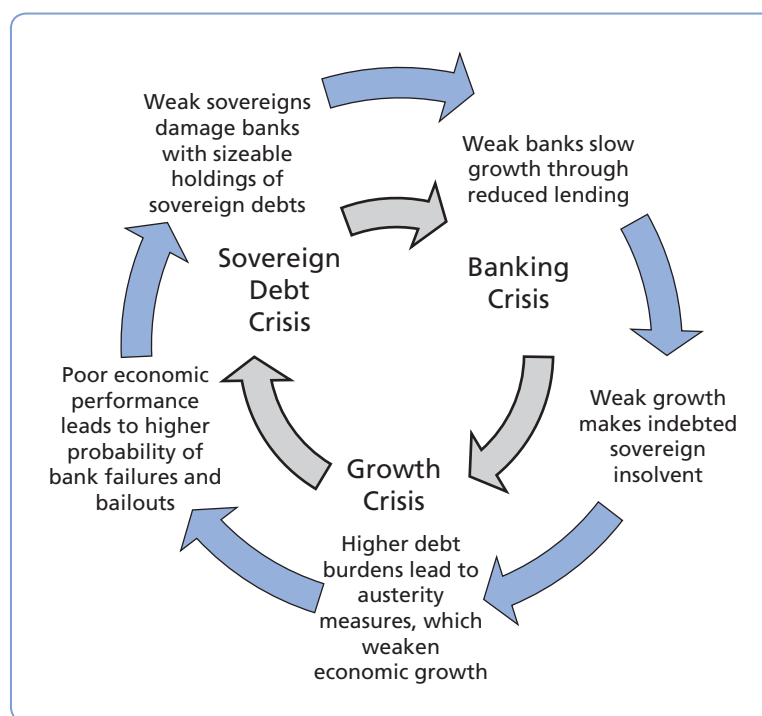 Weak sovereigns
damage banks
with sizeable
holdings of
sovereign debts
Weak banks slow
growth through
reduced lending
Sovereign
Debt
Crisis
Banking
Crisis
Poor economic
performance
leads to higher
probability of
bank failures and
bailouts
Weak growth
makes indebted
sovereign
insolvent
Growth
Crisis
Higher debt
burdens lead to
austerity
measures, which
weaken
economic growth